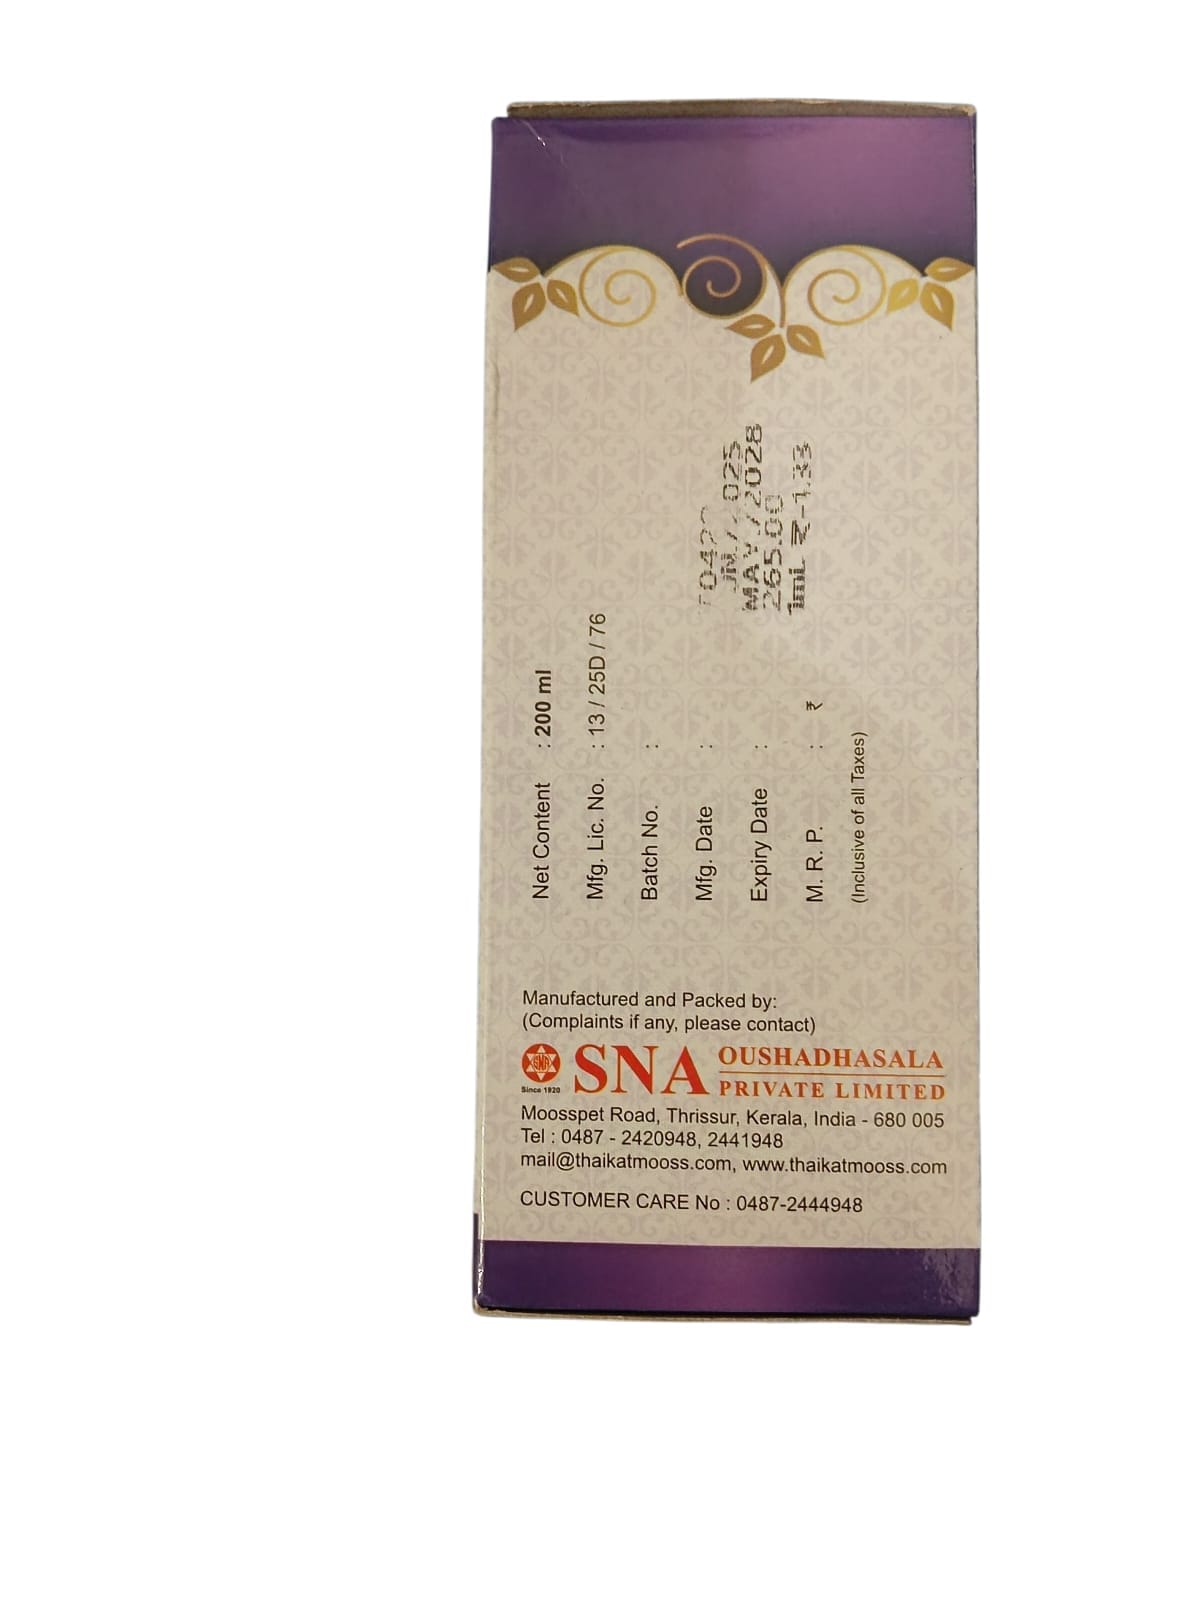 Net Content : 200 ml
Mfg. Lic. No. : 13 / 25D / 76
Batch No. :
Mfg. Date :
Expiry Date :
M. R. P. : ₹
(Inclusive of all Taxes)
MAY./2028
265.00
1mL ₹-1.33
Manufactured and Packed by:
(Complaints if any, please contact)
SNA
Since 1920
SNA OUSHADHASALA
PRIVATE LIMITED
Moosspet Road, Thrissur, Kerala, India - 680 005
Tel : 0487 - 2420948, 2441948
mail@thaikatmooss.com, www.thaikatmooss.com
CUSTOMER CARE No : 0487-2444948